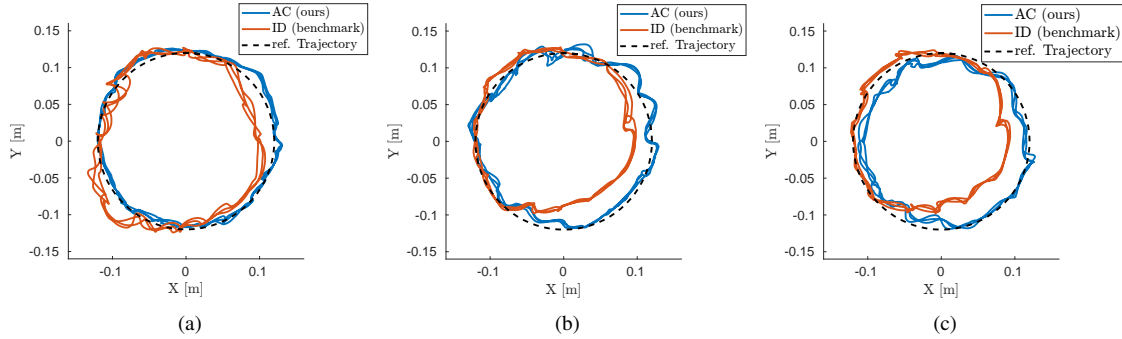 AC (ours)
ID (benchmark)
ref. Trajectory
0.15
0.1
0.05
0
-0.05
-0.1
-0.15
Y [m]
-0.1
0
0.1
X [m]
(a)
AC (ours)
ID (benchmark)
ref. Trajectory
0.15
0.1
0.05
0
-0.05
-0.1
-0.15
Y [m]
-0.1
0
0.1
X [m]
(b)
AC (ours)
ID (benchmark)
ref. Trajectory
0.15
0.1
0.05
0
-0.05
-0.1
-0.15
Y [m]
-0.1
0
0.1
X [m]
(c)